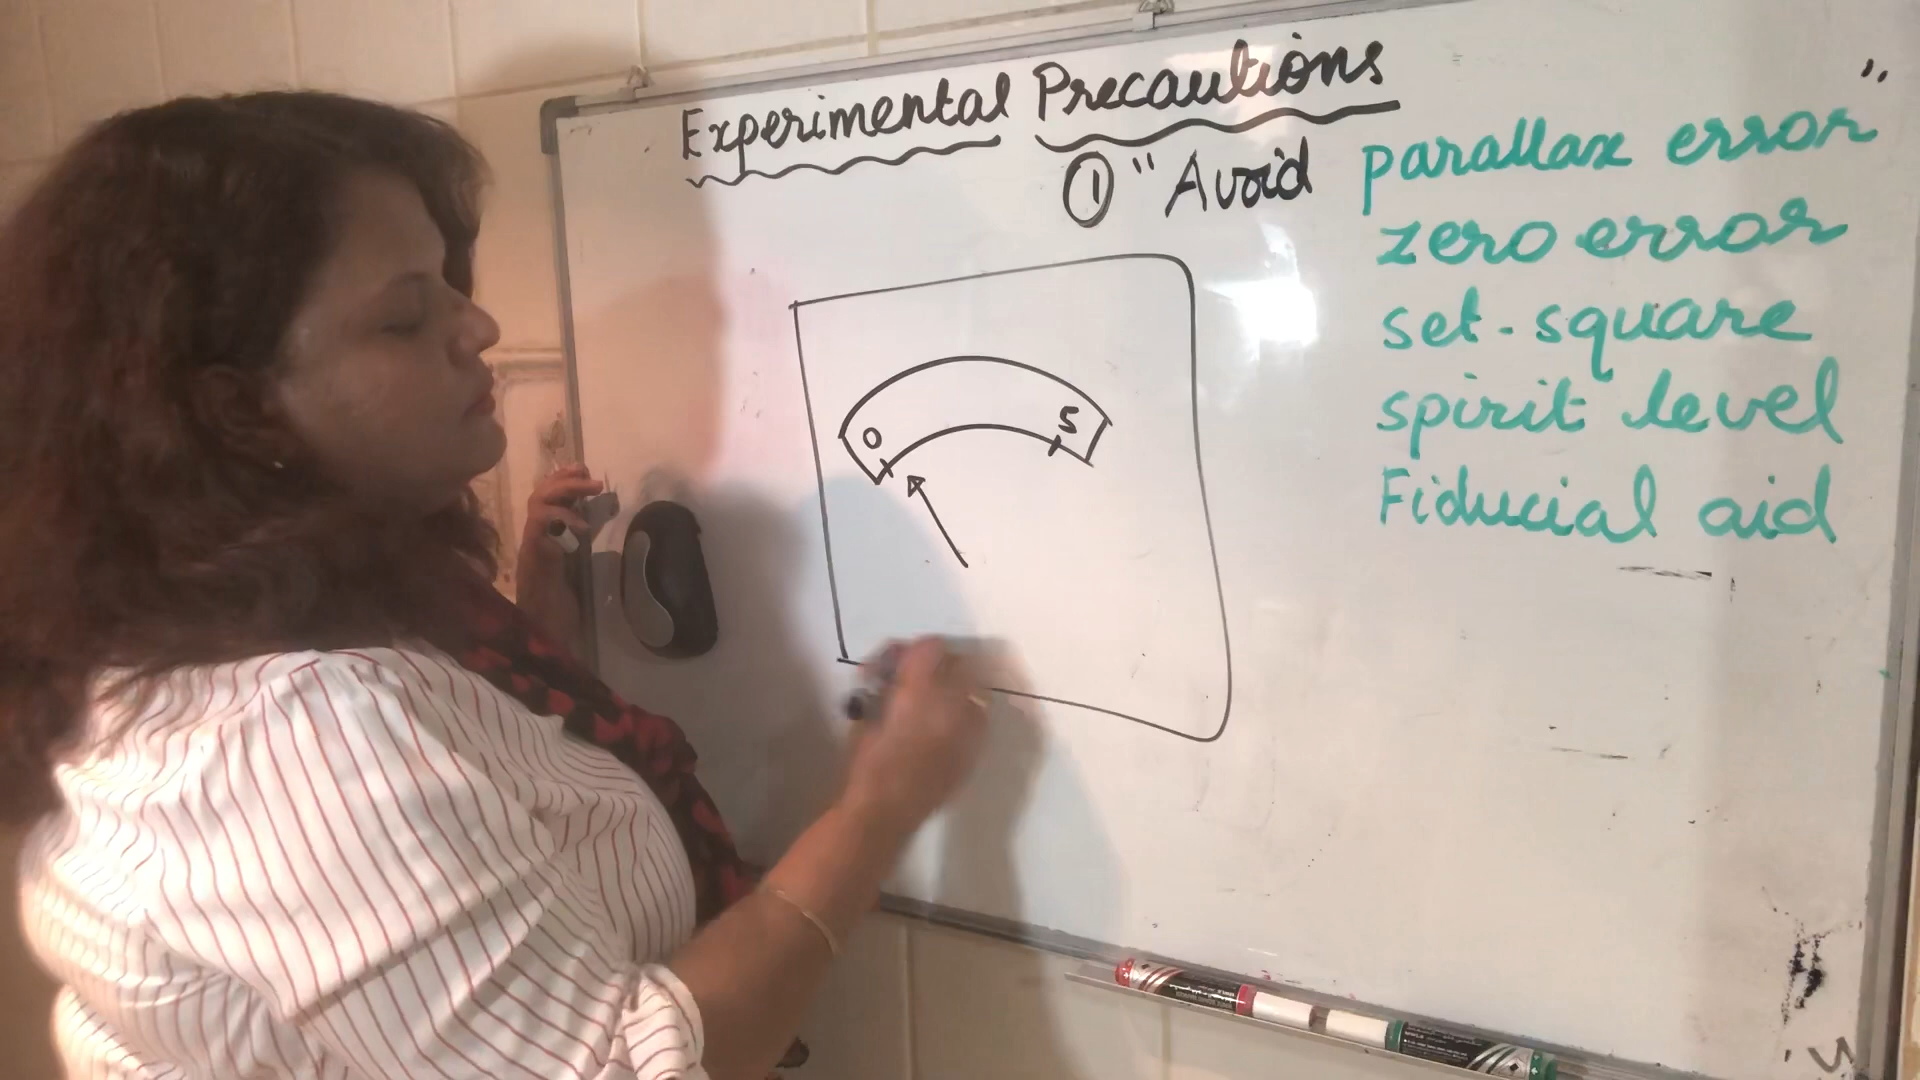 Experimental Precautions
① "Avoid parallax error"
zero error
set-square
spirit level
Fiducial aid
0 5